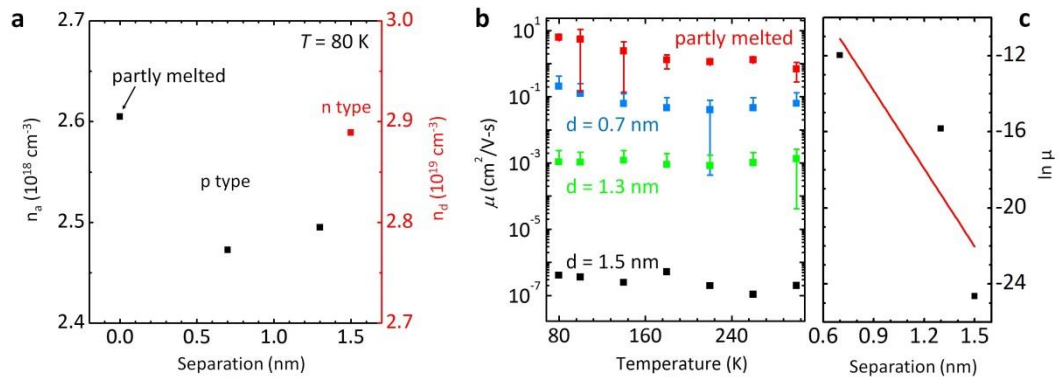 a
T = 80 K
partly melted
n type
p type
3.0
2.9
2.8
2.7
2.6
2.5
2.4
n_a (10^18 cm^-3)
n_d (10^19 cm^-3)
0.0 0.5 1.0 1.5
Separation (nm)
b
partly melted
d = 0.7 nm
d = 1.3 nm
d = 1.5 nm
10^1
10^-1
10^-3
10^-5
10^-7
μ (cm^2/V-s)
80 120 160 200 240
Temperature (K)
c
-12
-16
-20
-24
ln μ
0.6 0.9 1.2 1.5
Separation (nm)